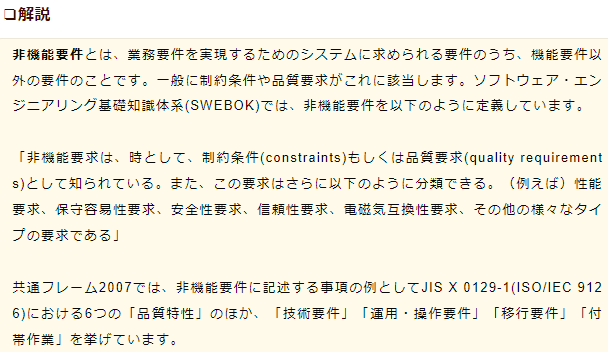 ❏解説
非機能要件とは、業務要件を実現するためのシステムに求められる要件のうち、機能要件以
外の要件のことです。一般に制約条件や品質要求がこれに該当します。ソフトウェア・エン
ジニアリング基礎知識体系(SWEBOK)では、非機能要件を以下のように定義しています。
「非機能要求は、時として、制約条件(constraints)もしくは品質要求(quality requirement
s)として知られている。また、この要求はさらに以下のように分類できる。（例えば）性能
要求、保守容易性要求、安全性要求、信頼性要求、電磁気互換性要求、その他の様々なタイ
プの要求である」
共通フレーム2007では、非機能要件に記述する事項の例としてJIS X 0129-1(ISO/IEC 912
6)における6つの「品質特性」のほか、「技術要件」「運用・操作要件」「移行要件」「付
帯作業」を挙げています。